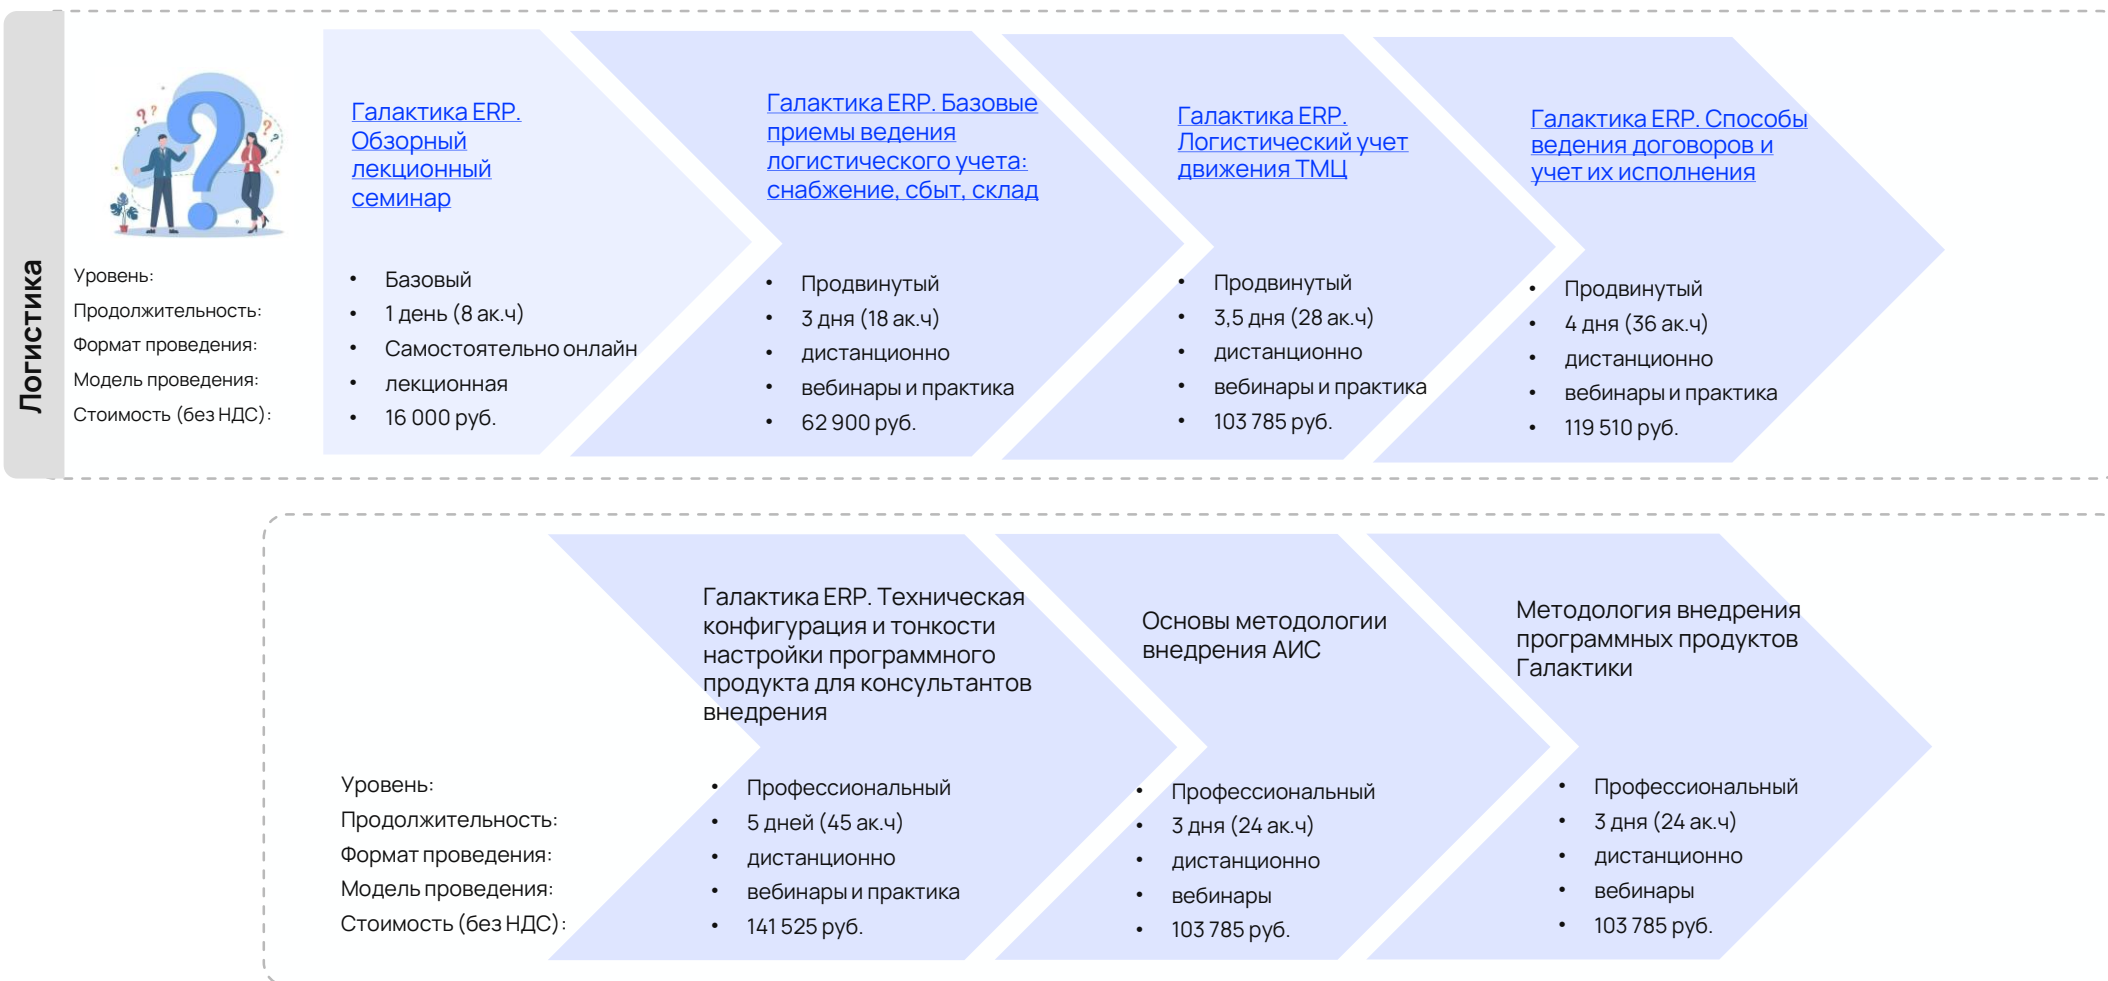 Логистика
Уровень:
Продолжительность:
Формат проведения:
Модель проведения:
Стоимость (без НДС):
Галактика ERP.
Обзорный
лекционный
семинар
• Базовый
• 1 день (8 ак.ч)
• Самостоятельно онлайн
• лекционная
• 16 000 руб.
Галактика ERP. Базовые
приемы ведения
логистического учета:
снабжение, сбыт, склад
• Продвинутый
• 3 дня (18 ак.ч)
• дистанционно
• вебинары и практика
• 62 900 руб.
Галактика ERP.
Логистический учет
движения ТМЦ
• Продвинутый
• 3,5 дня (28 ак.ч)
• дистанционно
• вебинары и практика
• 103 785 руб.
Галактика ERP. Способы
ведения договоров и
учет их исполнения
• Продвинутый
• 4 дня (36 ак.ч)
• дистанционно
• вебинары и практика
• 119 510 руб.
Уровень:
Продолжительность:
Формат проведения:
Модель проведения:
Стоимость (без НДС):
Галактика ERP. Техническая
конфигурация и тонкости
настройки программного
продукта для консультантов
внедрения
• Профессиональный
• 5 дней (45 ак.ч)
• дистанционно
• вебинары и практика
• 141 525 руб.
Основы методологии
внедрения АИС
• Профессиональный
• 3 дня (24 ак.ч)
• дистанционно
• вебинары
• 103 785 руб.
Методология внедрения
программных продуктов
Галактики
• Профессиональный
• 3 дня (24 ак.ч)
• дистанционно
• вебинары
• 103 785 руб.